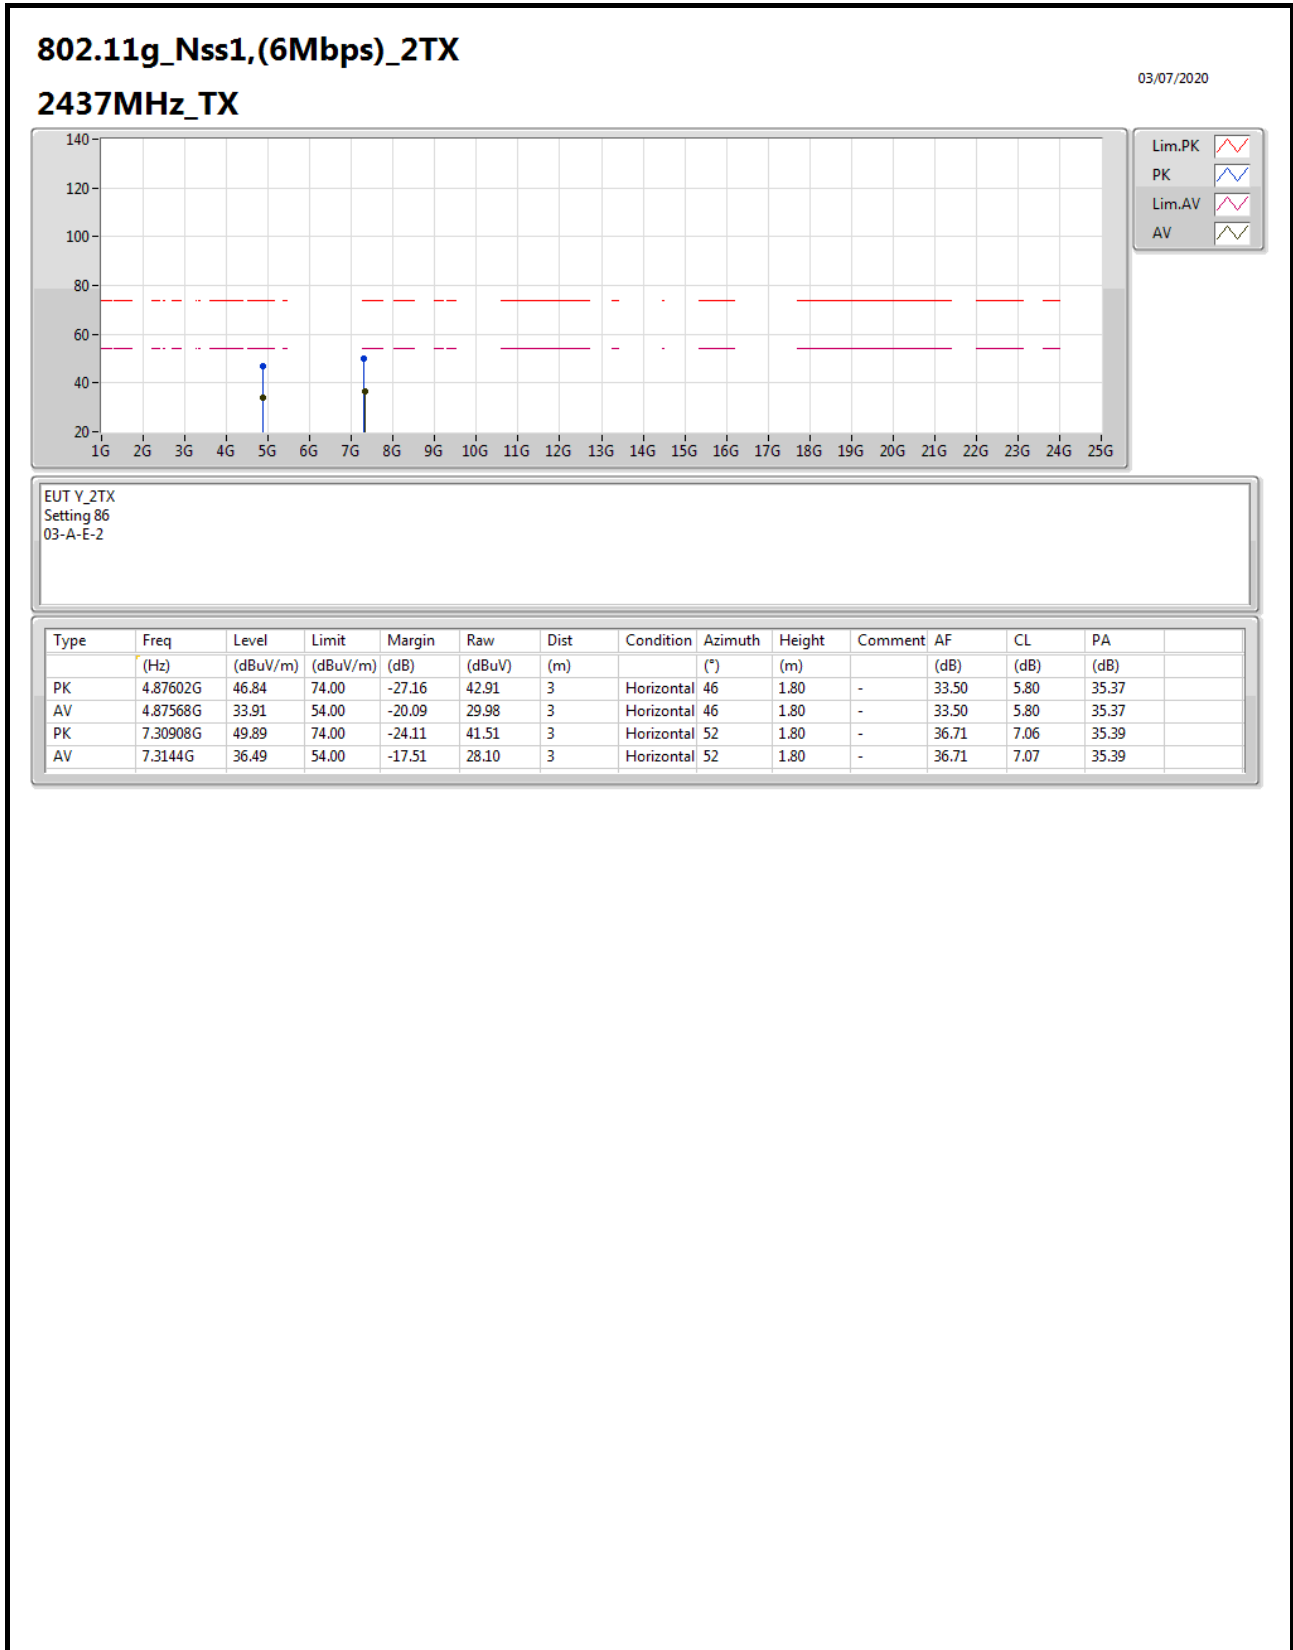 802.11g_Nss1,(6Mbps)_2TX
03/07/2020
2437MHz_TX
140
120
100
80
60
40
20
1G 2G 3G 4G 5G 6G 7G 8G 9G 10G 11G 12G 13G 14G 15G 16G 17G 18G 19G 20G 21G 22G 23G 24G 25G
Lim.PK
PK
Lim.AV
AV
EUT Y_2TX
Setting 86
03-A-E-2
Type Freq Level Limit Margin Raw Dist Condition Azimuth Height Comment AF CL PA
(Hz) (dBuV/m) (dBuV/m) (dB) (dBuV) (m) (°) (m) (dB) (dB) (dB)
PK 4.87602G 46.84 74.00 -27.16 42.91 3 Horizontal 46 1.80 - 33.50 5.80 35.37
AV 4.87568G 33.91 54.00 -20.09 29.98 3 Horizontal 46 1.80 - 33.50 5.80 35.37
PK 7.30908G 49.89 74.00 -24.11 41.51 3 Horizontal 52 1.80 - 36.71 7.06 35.39
AV 7.3144G 36.49 54.00 -17.51 28.10 3 Horizontal 52 1.80 - 36.71 7.07 35.39